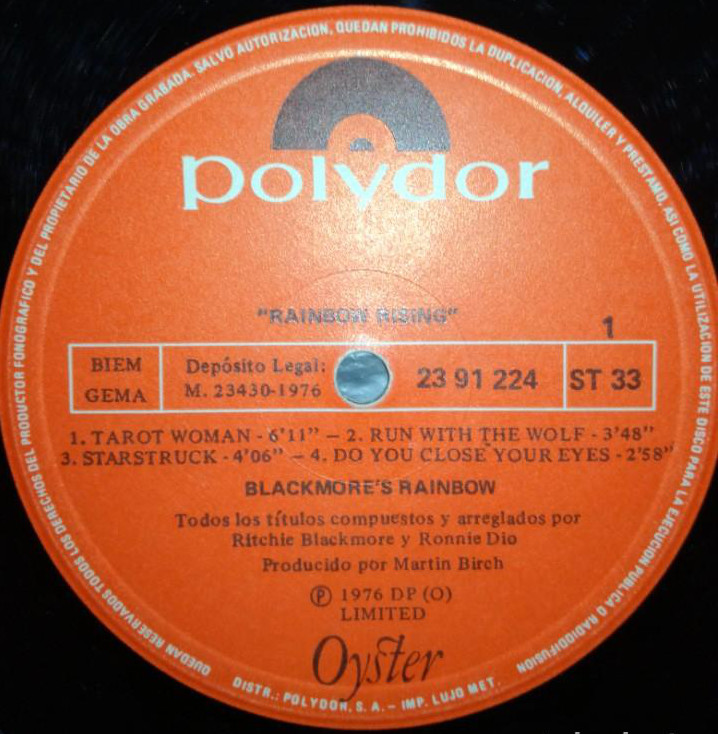 QUEDAN RESERVADOS TODOS LOS DERECHOS DEL PRODUCTOR FONOGRAFICO Y DEL PROPIETARIO DE LA OBRA GRABADA. SALVO AUTORIZACION, QUEDAN PROHIBIDOS LA DUPLICACION, ALQUILER Y PRESTAMO, ASI COMO LA UTILIZACION DE ESTE DISCO PARA LA EJECUCION PUBLICA O RADIODIFUSION
polydor
"RAINBOW RISING"
1
BIEM
GEMA
Depósito Legal:
M. 23430-1976
23 91 224
ST 33
1. TAROT WOMAN - 6'11" – 2. RUN WITH THE WOLF - 3'48"
3. STARSTRUCK - 4'06" – 4. DO YOU CLOSE YOUR EYES - 2'58"
BLACKMORE'S RAINBOW
Todos los títulos compuestos y arreglados por
Ritchie Blackmore y Ronnie Dio
Producido por Martin Birch
℗ 1976 DP (O)
LIMITED
Oyster
DISTR.: POLYDOR, S. A. – IMP. LUJO MET.